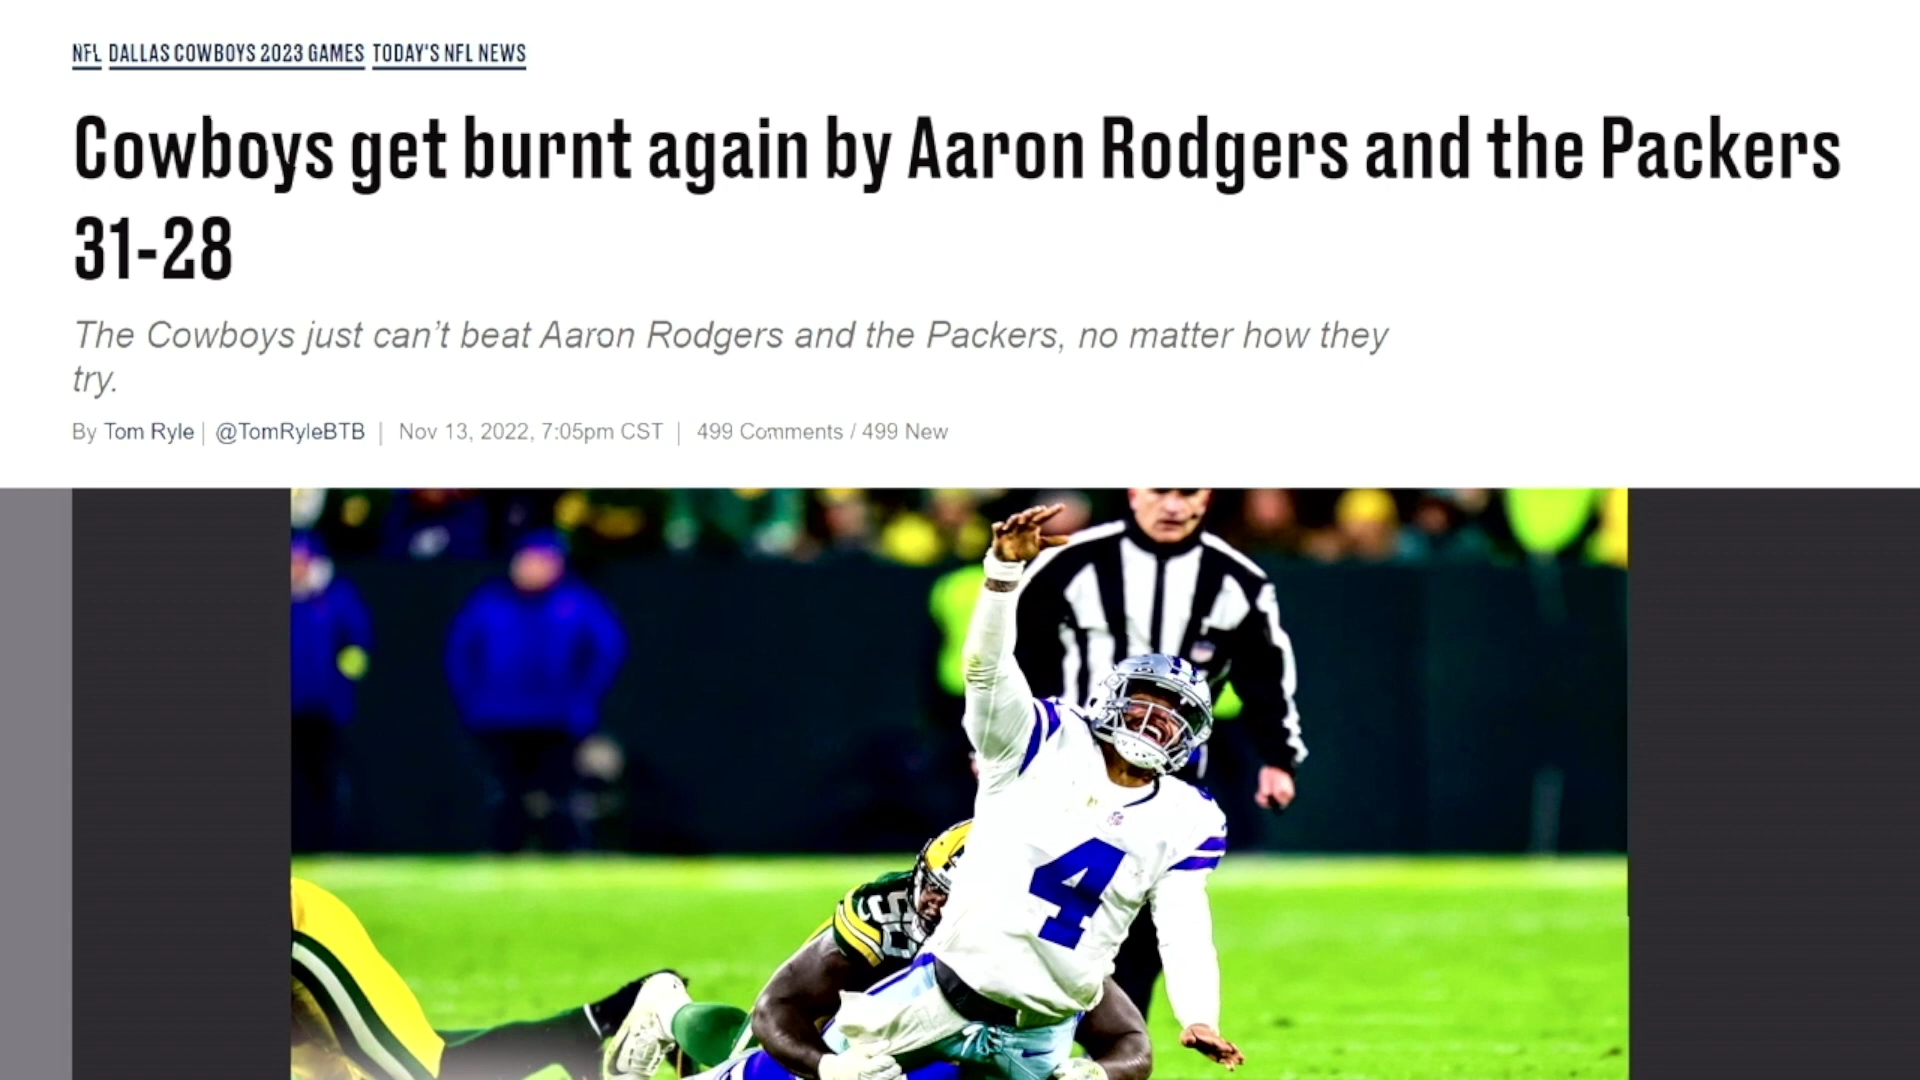 NFL DALLAS COWBOYS 2023 GAMES TODAY'S NFL NEWS
Cowboys get burnt again by Aaron Rodgers and the Packers
31-28
The Cowboys just can’t beat Aaron Rodgers and the Packers, no matter how they
try.
By Tom Ryle | @TomRyleBTB | Nov 13, 2022, 7:05pm CST | 499 Comments / 499 New
4